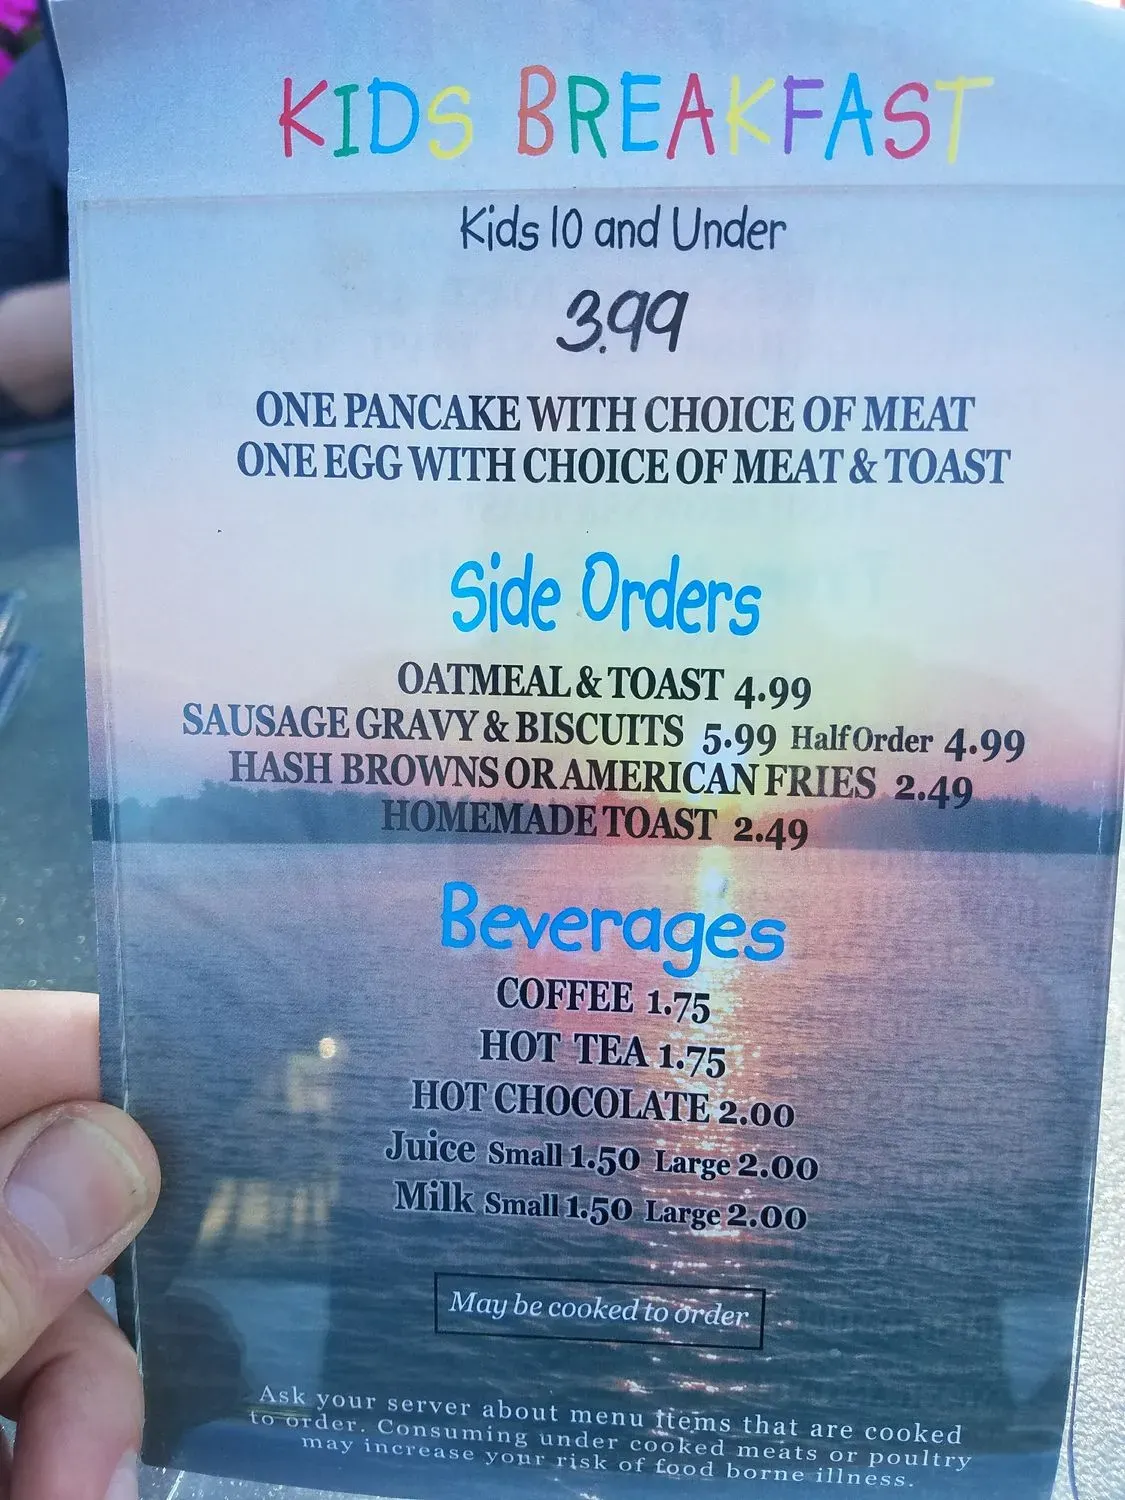 KIDS BREAKFAST
Kids 10 and Under
3.99
ONE PANCAKE WITH CHOICE OF MEAT
ONE EGG WITH CHOICE OF MEAT & TOAST
Side Orders
OATMEAL & TOAST 4.99
SAUSAGE GRAVY & BISCUITS 5.99 Half Order 4.99
HASH BROWNS OR AMERICAN FRIES 2.49
HOMEMADE TOAST 2.49
Beverages
COFFEE 1.75
HOT TEA 1.75
HOT CHOCOLATE 2.00
Juice Small 1.50 Large 2.00
Milk Small 1.50 Large 2.00
May be cooked to order
Ask your server about menu items that are cooked
to order. Consuming under cooked meats or poultry
may increase your risk of food borne illness.